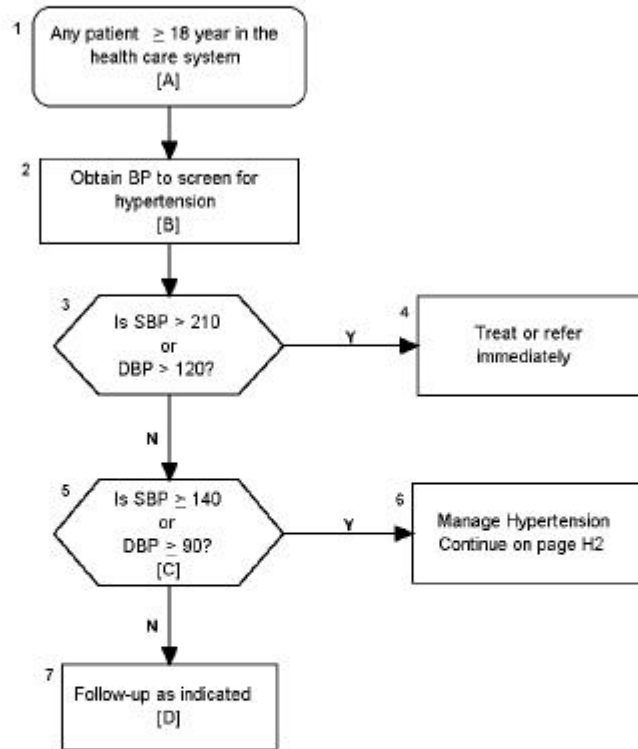 1
Any patient ≥ 18 year in the
health care system
[A]
2
Obtain BP to screen for
hypertension
[B]
3
Is SBP > 210
or
DBP > 120?
Y
4
Treat or refer
immediately
N
5
Is SBP ≥ 140
or
DBP ≥ 90?
[C]
Y
6
Manage Hypertension
Continue on page H2
N
7
Follow-up as indicated
[D]